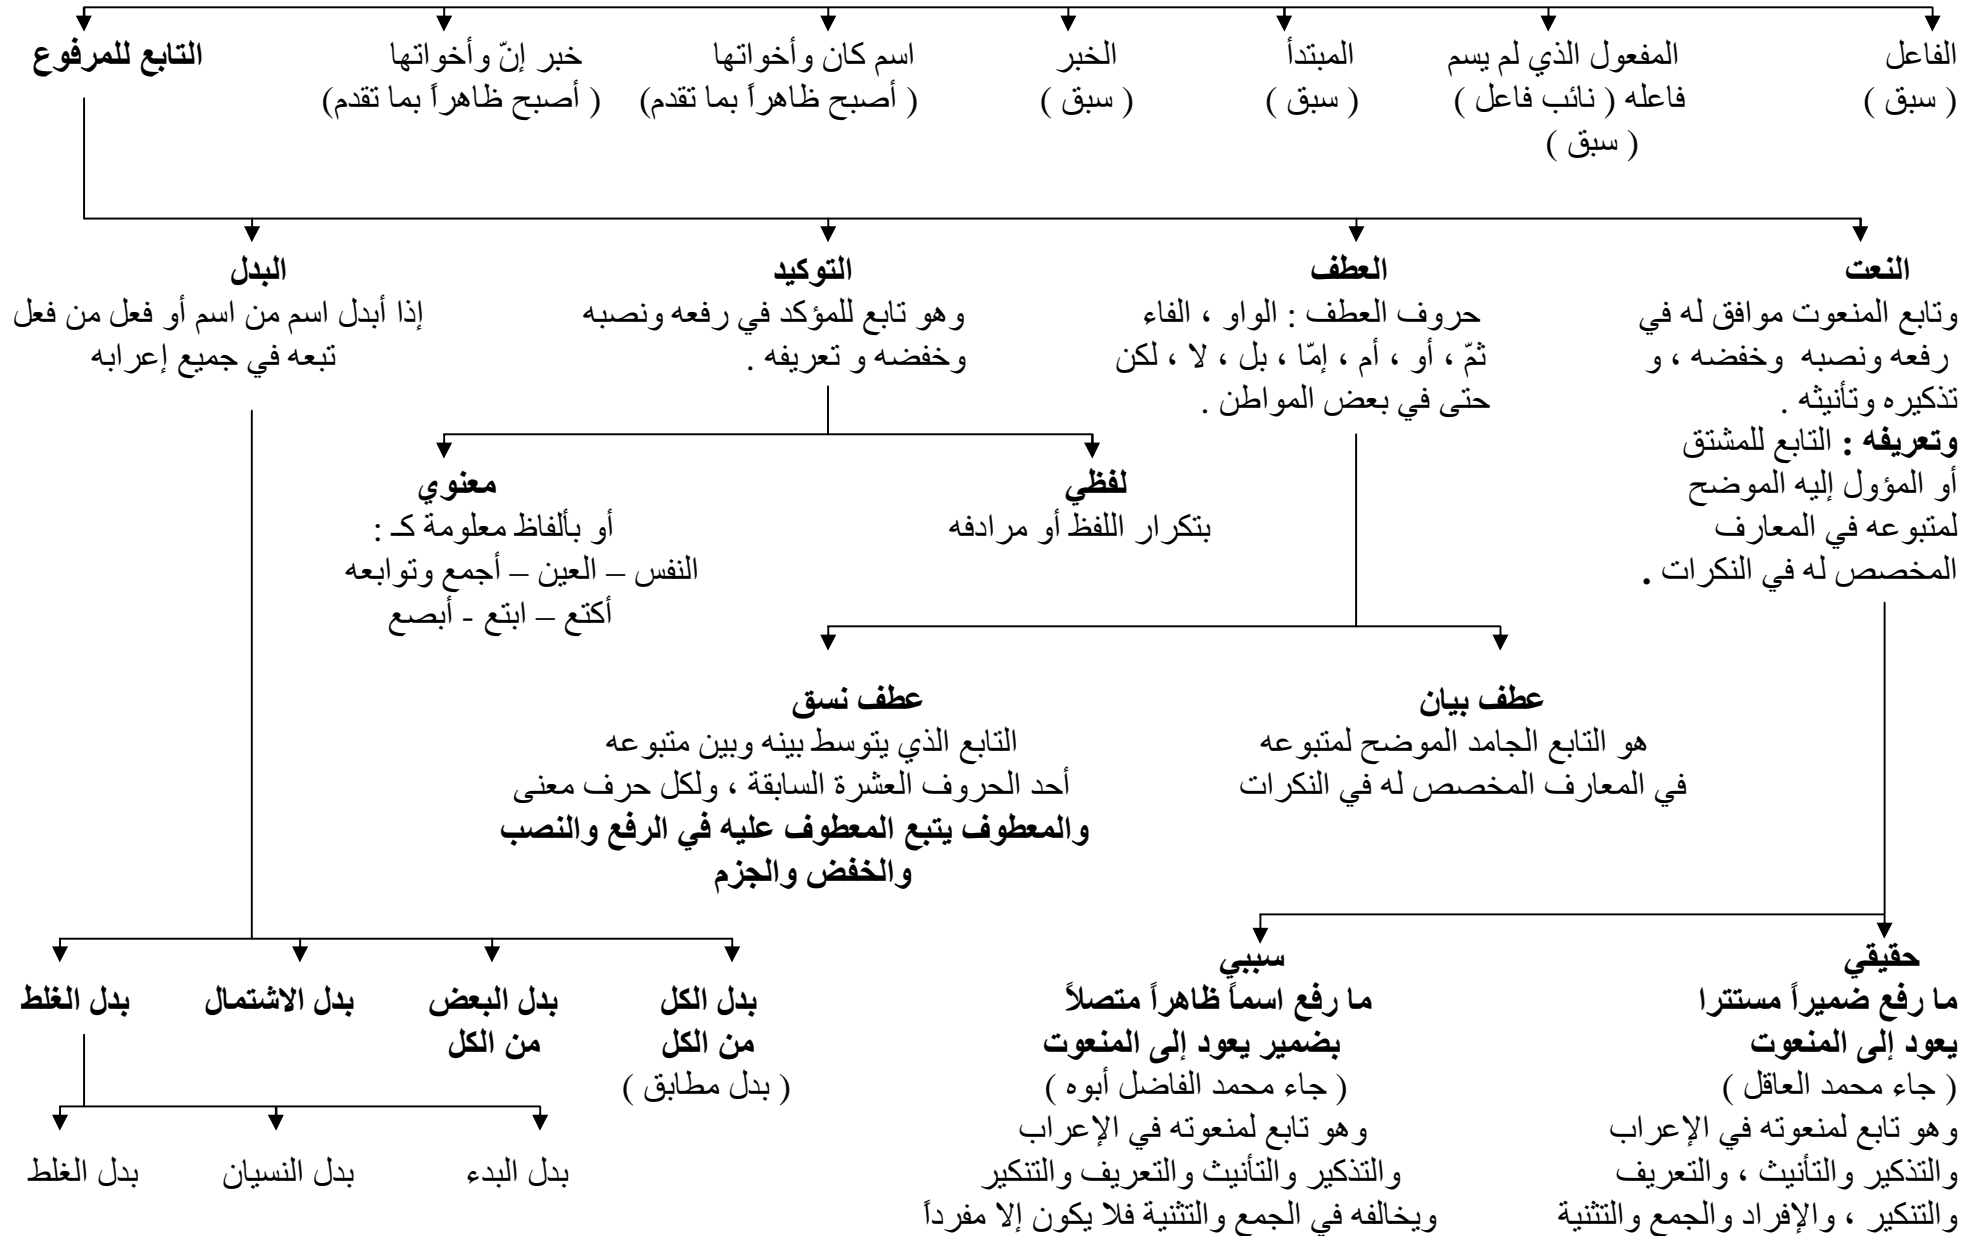 الفاعل
( سبق )
المفعول الذي لم يسم
فاعله ( نائب فاعل )
( سبق )
المبتدأ
( سبق )
الخبر
( سبق )
اسم كان وأخواتها
( أصبح ظاهراً بما تقدم)
خبر إنّ وأخواتها
( أصبح ظاهراً بما تقدم)
التابع للمرفوع
النعت
وتابع المنعوت موافق له في
رفعه ونصبه وخفضه ، و
تذكيره وتأنيثه .
وتعريفه : التابع للمشتق
أو المؤول إليه الموضح
لمتبوعه في المعارف
المخصص له في النكرات .
العطف
حروف العطف : الواو ، الفاء
ثمّ ، أو ، أم ، إمّا ، بل ، لا ، لكن
حتى في بعض المواطن .
التوكيد
وهو تابع للمؤكد في رفعه ونصبه
وخفضه و تعريفه .
البدل
إذا أبدل اسم من اسم أو فعل من فعل
تبعه في جميع إعرابه
لفظي
بتكرار اللفظ أو مرادفه
معنوي
أو بألفاظ معلومة كـ :
النفس – العين – أجمع وتوابعه
أكتع – ابتع - أبصع
عطف بيان
هو التابع الجامد الموضح لمتبوعه
في المعارف المخصص له في النكرات
عطف نسق
التابع الذي يتوسط بينه وبين متبوعه
أحد الحروف العشرة السابقة ، ولكل حرف معنى
والمعطوف يتبع المعطوف عليه في الرفع والنصب
والخفض والجزم
حقيقي
ما رفع ضميراً مستترا
يعود إلى المنعوت
( جاء محمد العاقل )
وهو تابع لمنعوته في الإعراب
والتذكير والتأنيث ، والتعريف
والتنكير ، والإفراد والجمع والتثنية
سببي
ما رفع اسماً ظاهراً متصلاً
بضمير يعود إلى المنعوت
( جاء محمد الفاضل أبوه )
وهو تابع لمنعوته في الإعراب
والتذكير والتأنيث والتعريف والتنكير
ويخالفه في الجمع والتثنية فلا يكون إلا مفرداً
بدل الكل
من الكل
( بدل مطابق )
بدل البعض
من الكل
بدل الاشتمال
بدل الغلط
بدل البدء
بدل النسيان
بدل الغلط